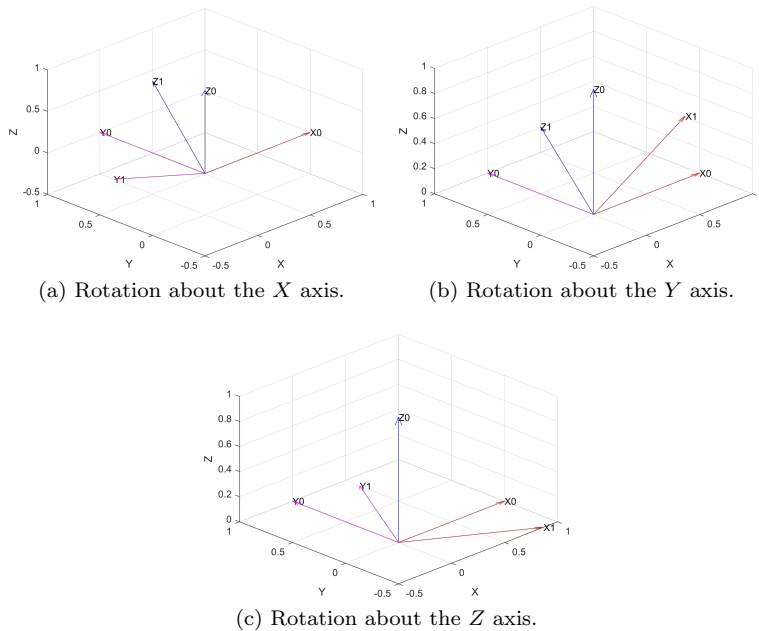 1
0.5
0
-0.5
Z
1
0.5
0
-0.5
Y
-0.5
0
0.5
1
X
Z1
Z0
Y0
Y1
X0
(a) Rotation about the X axis.
1
0.8
0.6
0.4
0.2
0
Z
1
0.5
0
-0.5
Y
-0.5
0
0.5
X
Z0
Z1
X1
Y0
X0
(b) Rotation about the Y axis.
1
0.8
0.6
0.4
0.2
0
Z
1
0.5
0
-0.5
Y
-0.5
0
0.5
1
X
Z0
Y1
Y0
X0
X1
(c) Rotation about the Z axis.